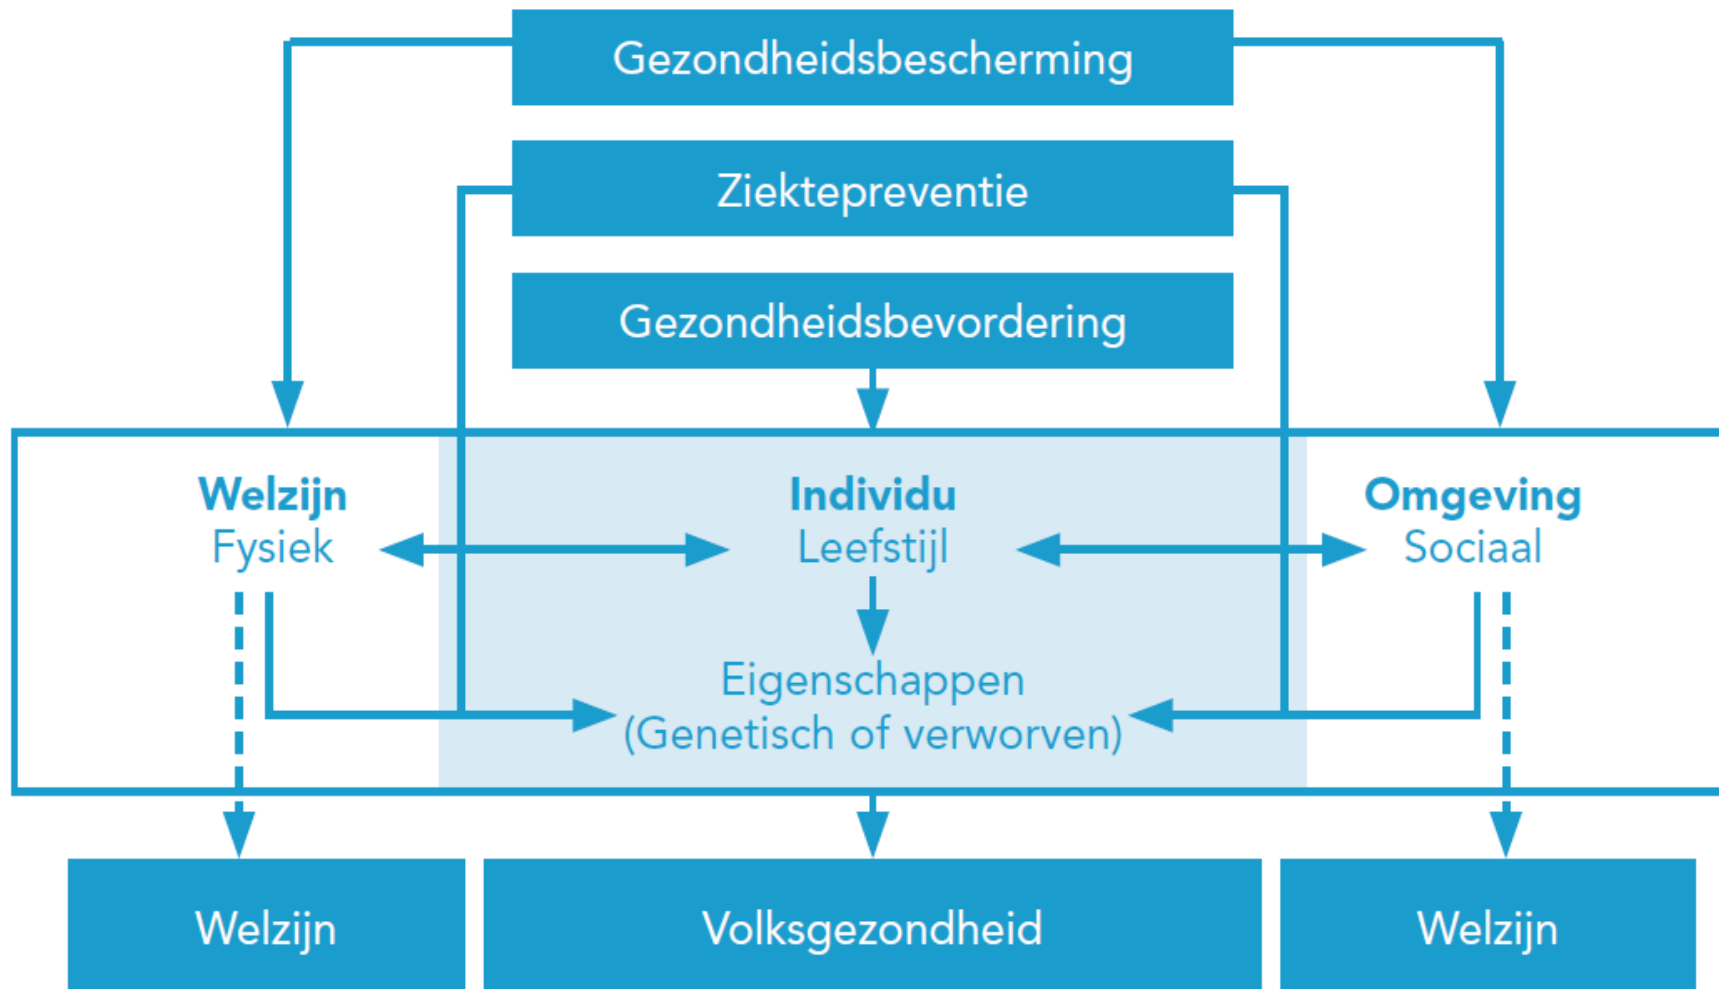 Gezondheidsbescherming
Ziektepreventie
Gezondheidsbevordering
Welzijn
Fysiek
Individu
Leefstijl
Omgeving
Sociaal
Eigenschappen
(Genetisch of verworven)
Welzijn
Volksgezondheid
Welzijn